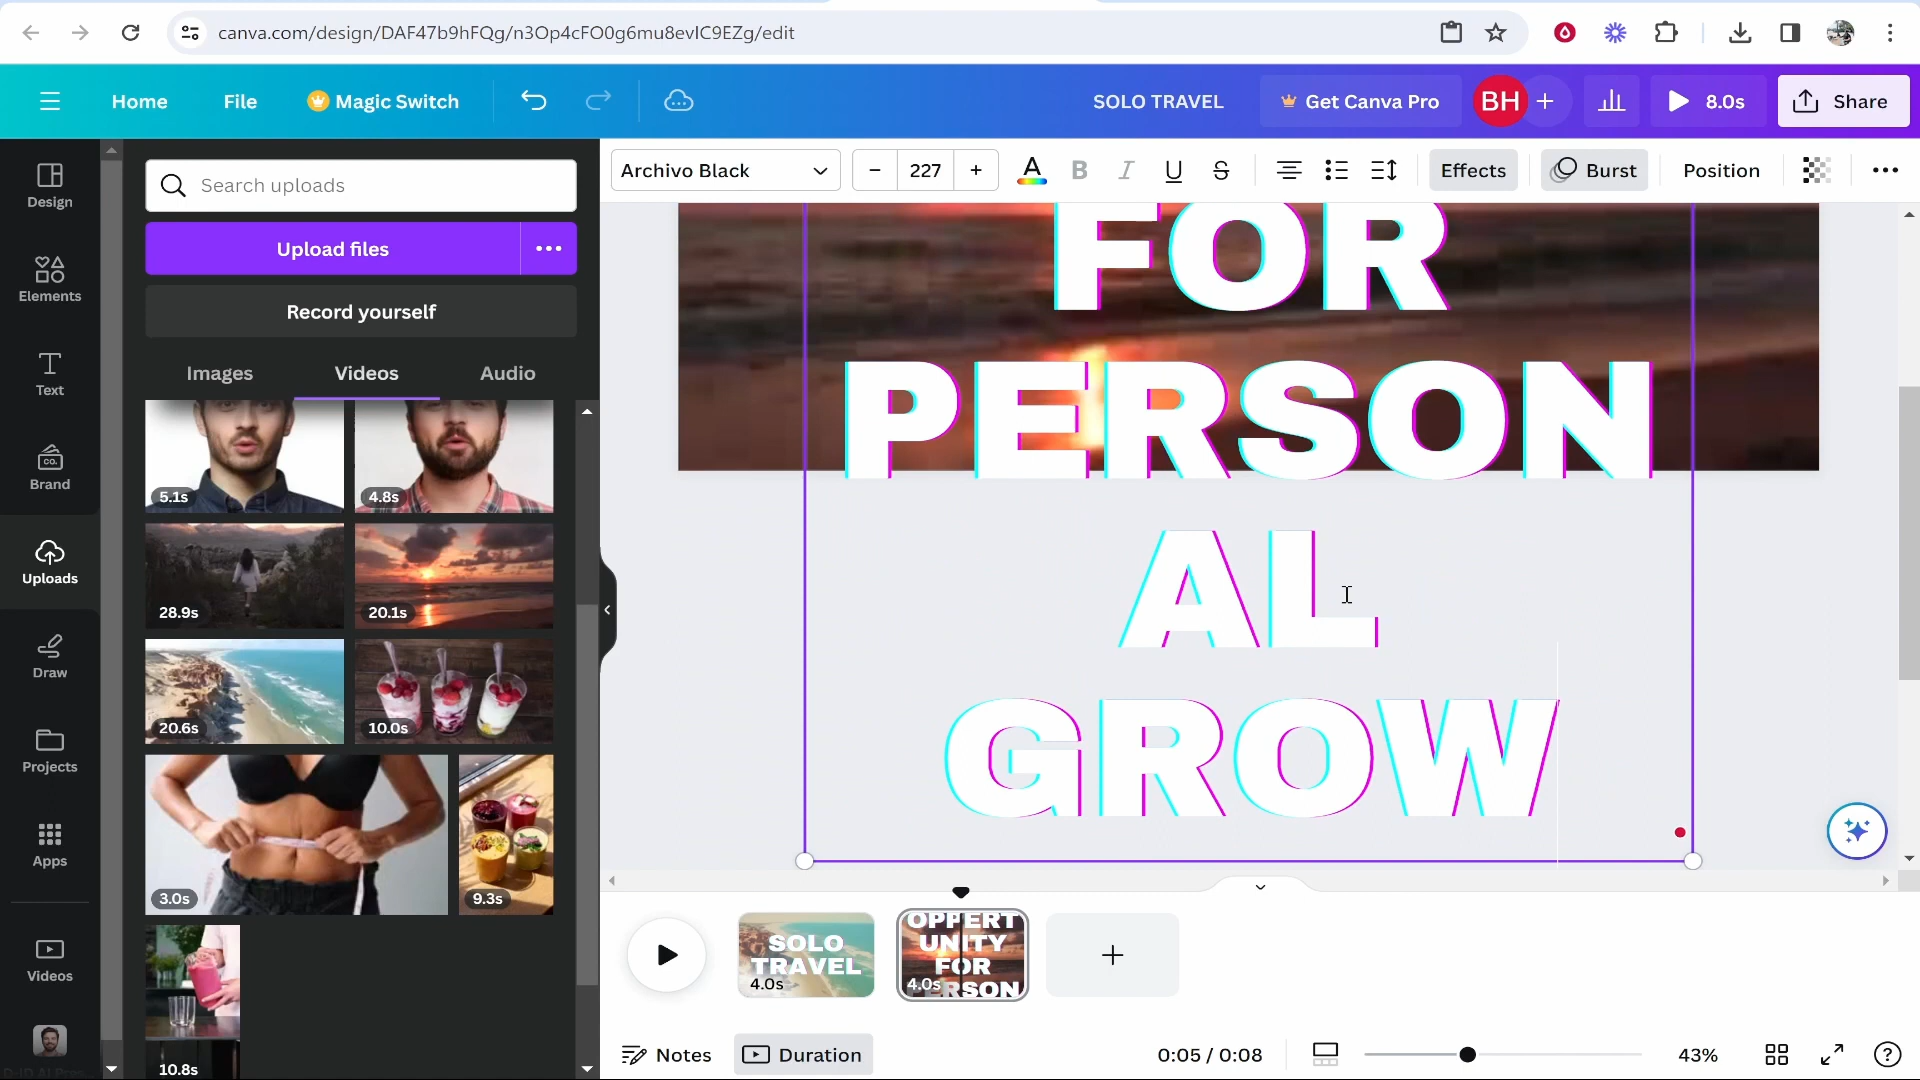 canva.com/design/DAF47b9hFQg/n3Op4cFO0g6mu8evIC9EZg/edit
Home
File
Magic Switch
SOLO TRAVEL
Get Canva Pro
BH
+
8.0s
Share
Design
Elements
Text
Brand
Uploads
Draw
Projects
Apps
Videos
Search uploads
Upload files
Record yourself
Images
Videos
Audio
5.1s
4.8s
28.9s
20.1s
20.6s
10.0s
3.0s
9.3s
10.8s
Archivo Black
− 227 +
A
B
I
U
S
Effects
Burst
Position
FOR
PERSON
AL
GROW
SOLO
TRAVEL
4.0s
OPPERT
UNITY
FOR
PERSON
4.0s
+
Notes
Duration
0:05 / 0:08
43%
?